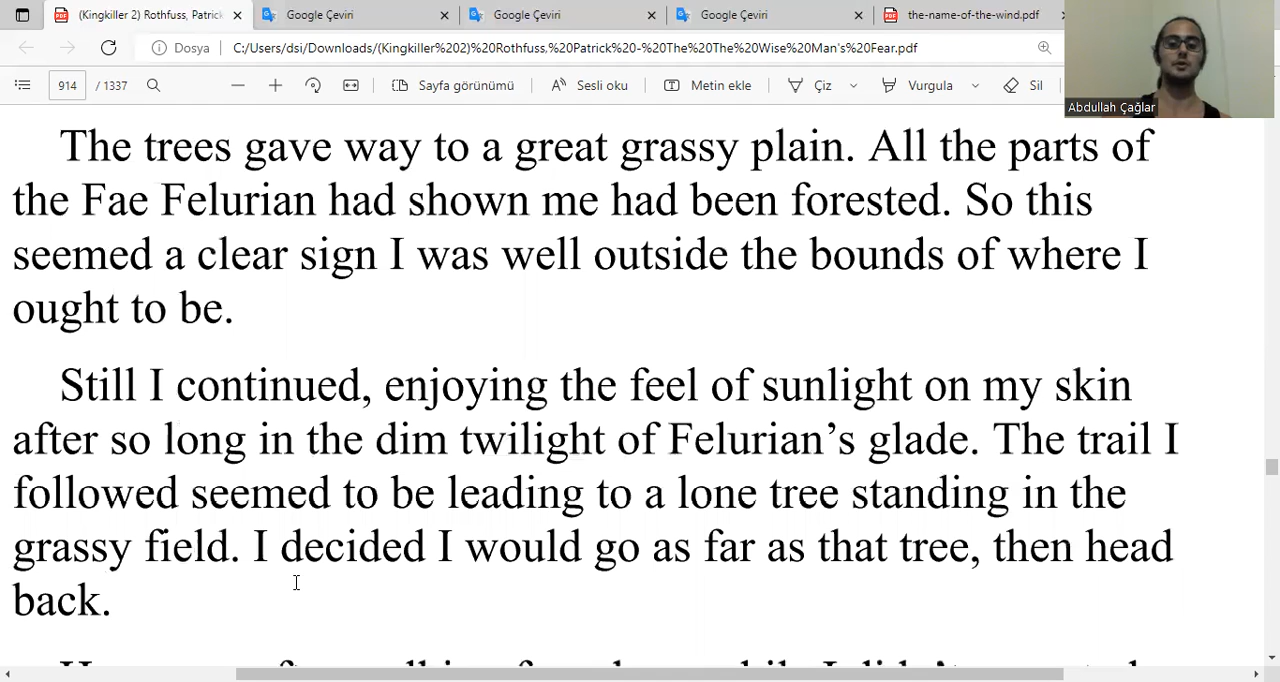 (Kingkiller 2) Rothfuss, Patrick
Google Çeviri
Google Çeviri
Google Çeviri
the-name-of-the-wind.pdf
Dosya
C:/Users/dsi/Downloads/(Kingkiller%202)%20Rothfuss,%20Patrick%20-%20The%20The%20Wise%20Man's%20Fear.pdf
914 / 1337
Sayfa görünümü
Sesli oku
Metin ekle
Çiz
Vurgula
Sil
Abdullah Çağlar
The trees gave way to a great grassy plain. All the parts of
the Fae Felurian had shown me had been forested. So this
seemed a clear sign I was well outside the bounds of where I
ought to be.
Still I continued, enjoying the feel of sunlight on my skin
after so long in the dim twilight of Felurian’s glade. The trail I
followed seemed to be leading to a lone tree standing in the
grassy field. I decided I would go as far as that tree, then head
back.